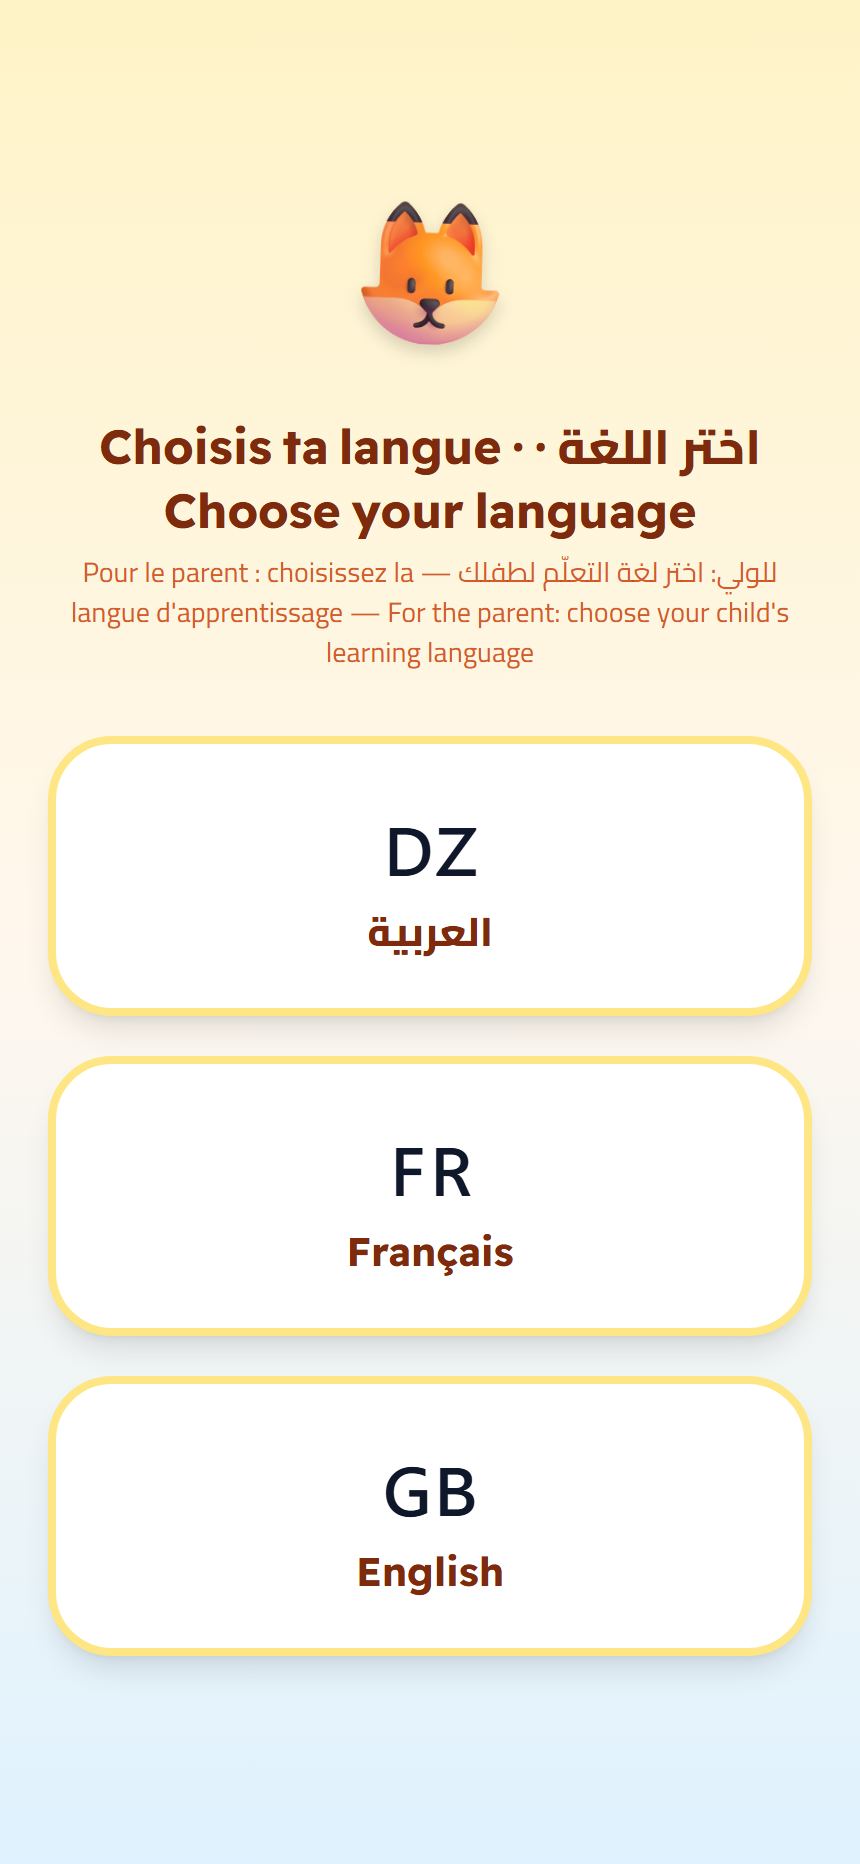 اختر اللغة · Choisis ta langue ·
Choose your language
للولي: اختر لغة التعلّم لطفلك — Pour le parent : choisissez la
langue d'apprentissage — For the parent: choose your child's
learning language
DZ
العربية
FR
Français
GB
English